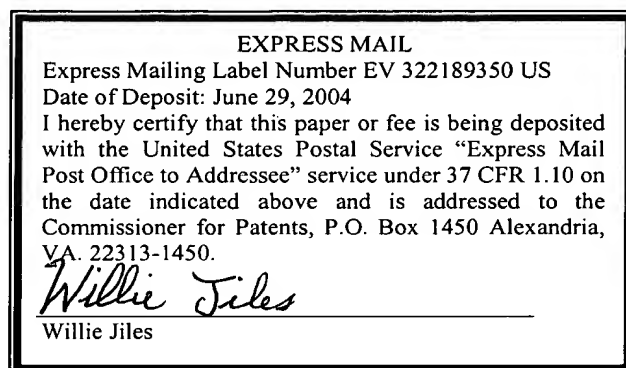 EXPRESS MAIL
Express Mailing Label Number EV 322189350 US
Date of Deposit: June 29, 2004
I hereby certify that this paper or fee is being deposited
with the United States Postal Service “Express Mail
Post Office to Addressee” service under 37 CFR 1.10 on
the date indicated above and is addressed to the
Commissioner for Patents, P.O. Box 1450 Alexandria,
VA. 22313-1450.
Willie Jiles
Willie Jiles